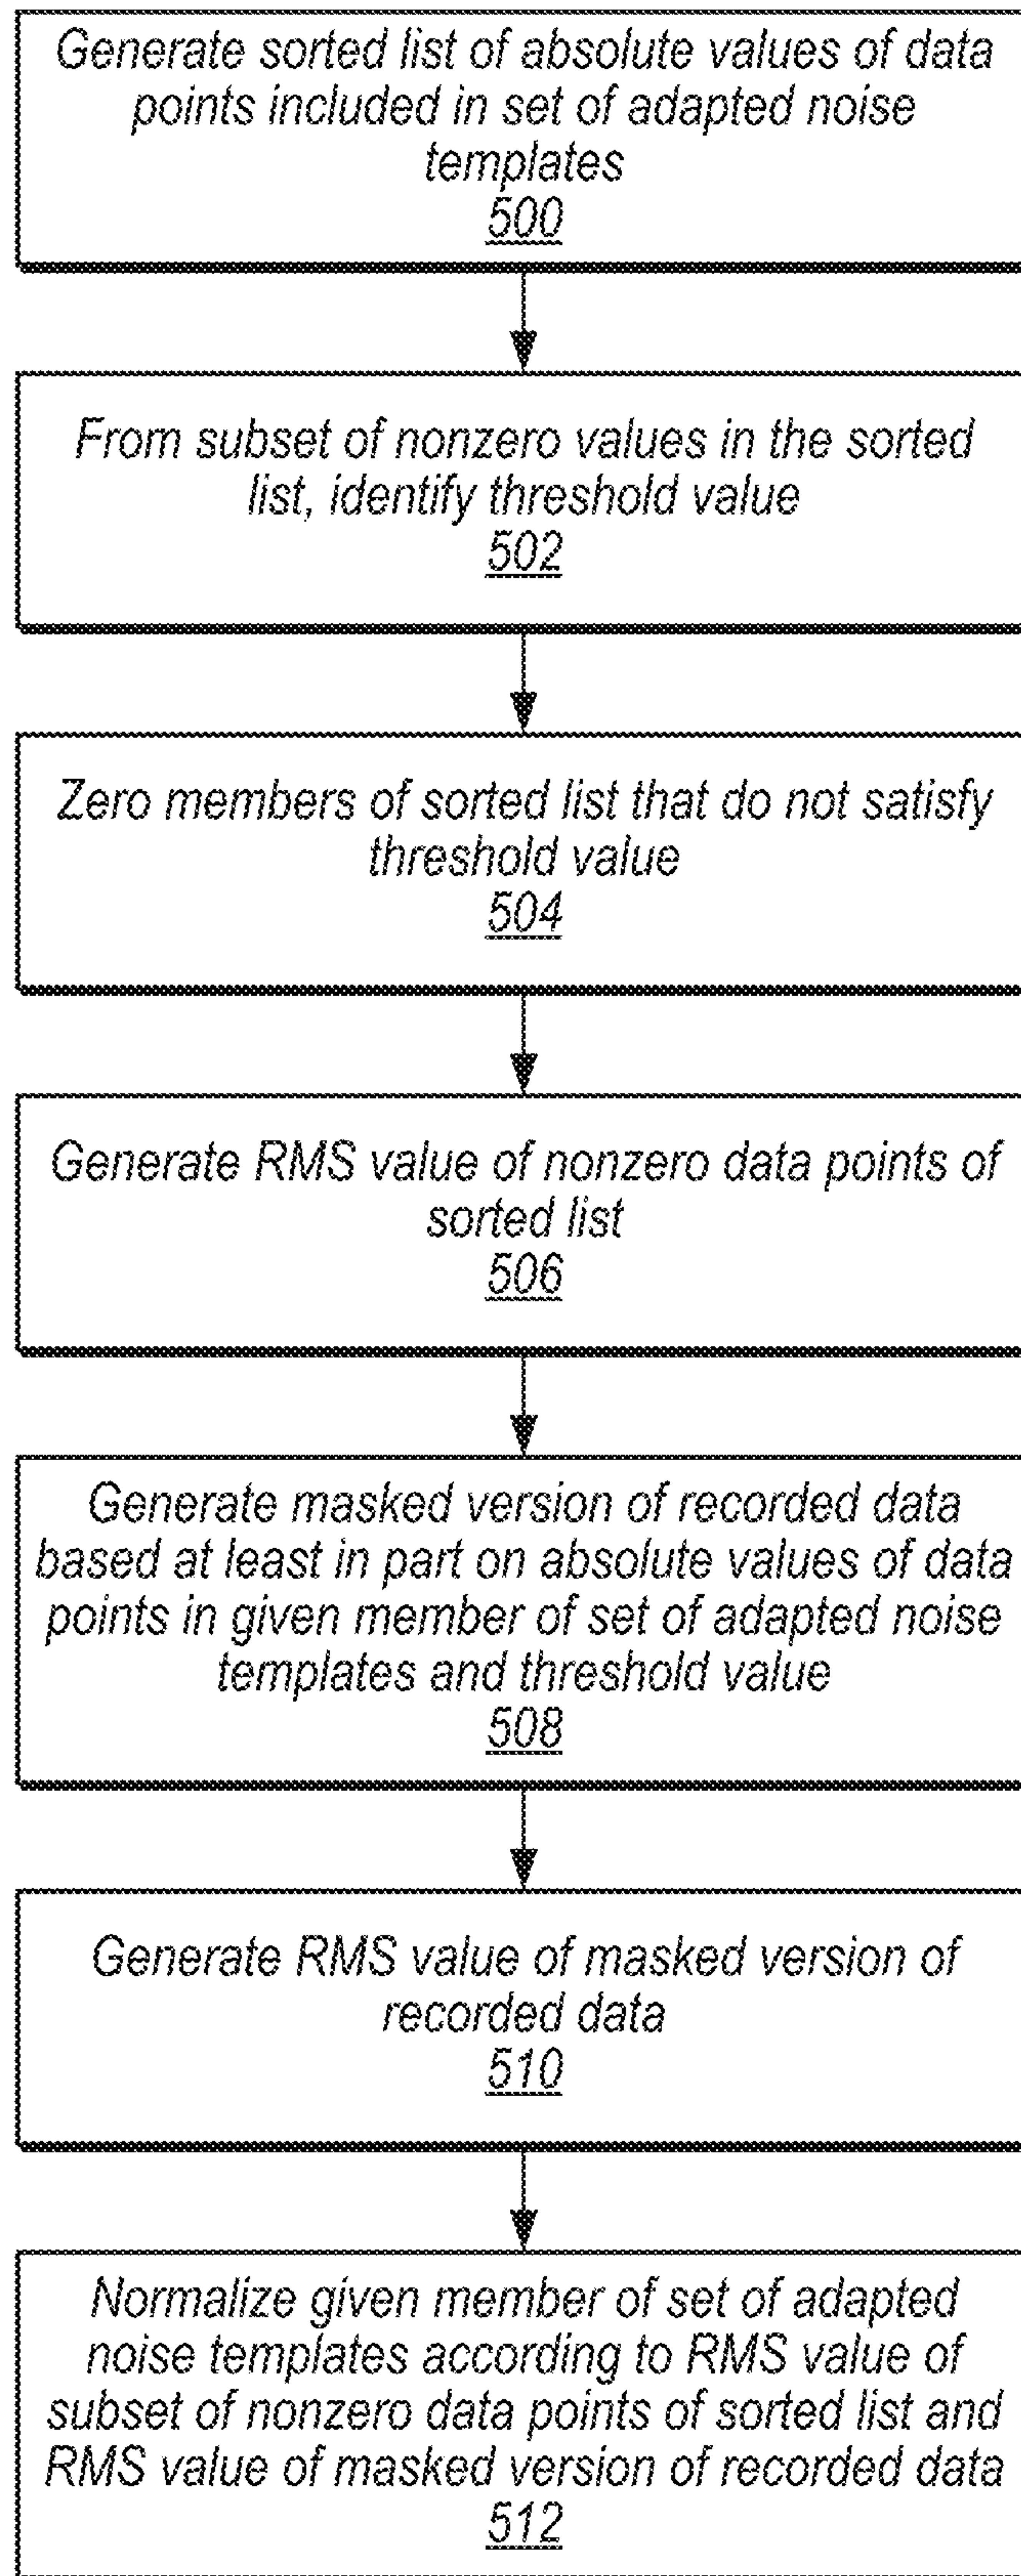 Generate sorted list of absolute values of data
points included in set of adapted noise
templates
500
From subset of nonzero values in the sorted
list, identify threshold value
502
Zero members of sorted list that do not satisfy
threshold value
504
Generate RMS value of nonzero data points of
sorted list
506
Generate masked version of recorded data
based at least in part on absolute values of data
points in given member of set of adapted noise
templates and threshold value
508
Generate RMS value of masked version of
recorded data
510
Normalize given member of set of adapted
noise templates according to RMS value of
subset of nonzero data points of sorted list and
RMS value of masked version of recorded data
512